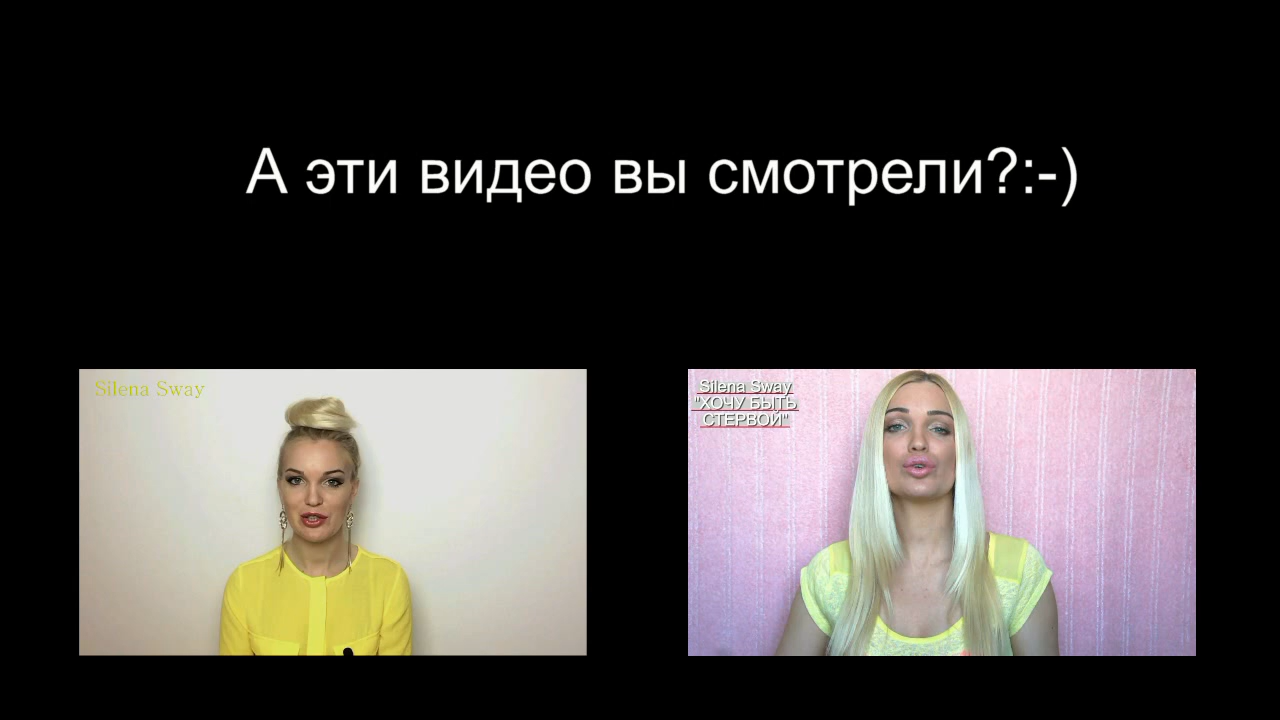 А эти видео вы смотрели?:-)
Silena Sway
Silena Sway
"ХОЧУ БЫТЬ
СТЕРВОЙ"